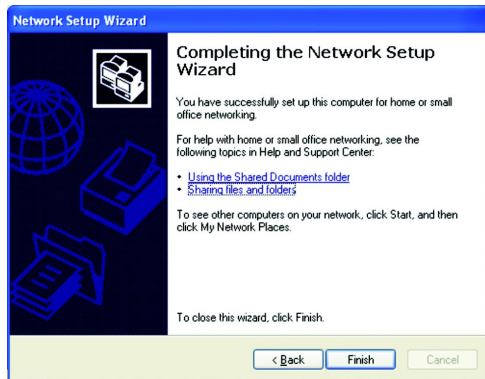 Network Setup Wizard
Completing the Network Setup
Wizard
You have successfully set up this computer for home or small
office networking.
For help with home or small office networking, see the
following topics in Help and Support Center:
• Using the Shared Documents folder
• Sharing files and folders
To see other computers on your network, click Start, and then
click My Network Places.
To close this wizard, click Finish.
< Back
Finish
Cancel